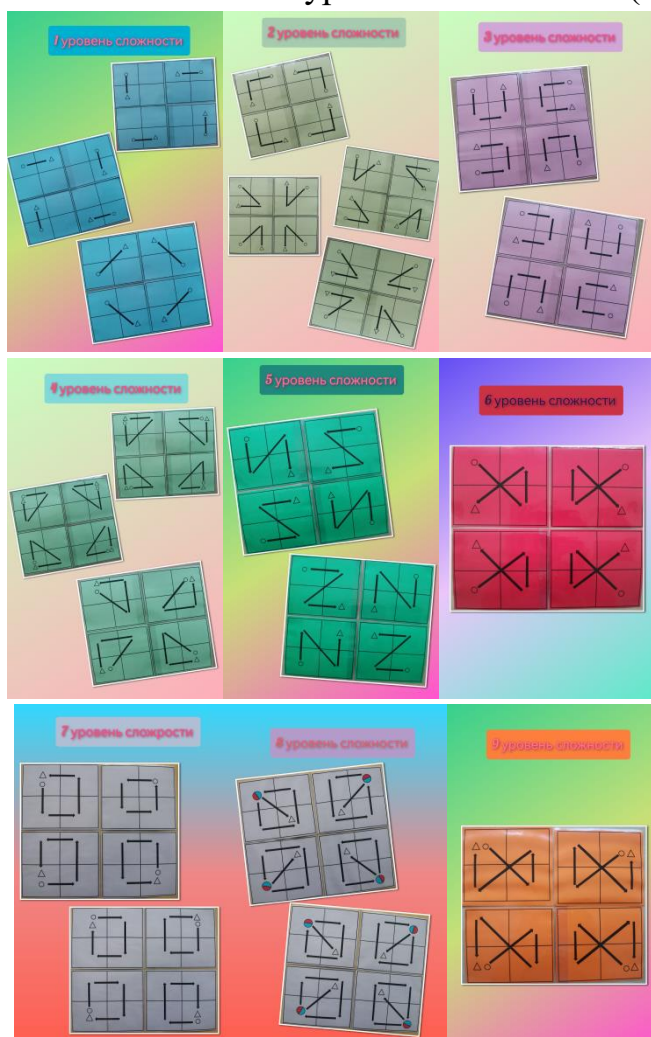 1 уровень сложности
2 уровень сложности
3 уровень сложности
4 уровень сложности
5 уровень сложности
6 уровень сложности
7 уровень сложрости
8 уровень сложности
9 уровень сложности